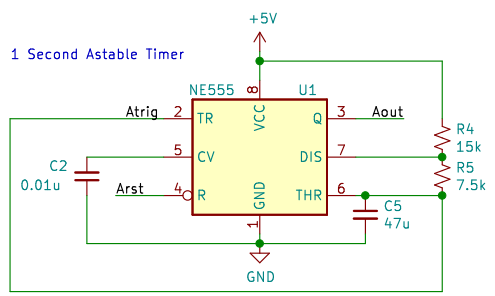 +5V
1 Second Astable Timer
NE555 U1
8
VCC
Atrig 2 TR Q 3 Aout
R4
15k
C2 5 CV DIS 7
0.01u
R5
7.5k
Arst 4 R THR 6
GND
C5
47u
1
GND